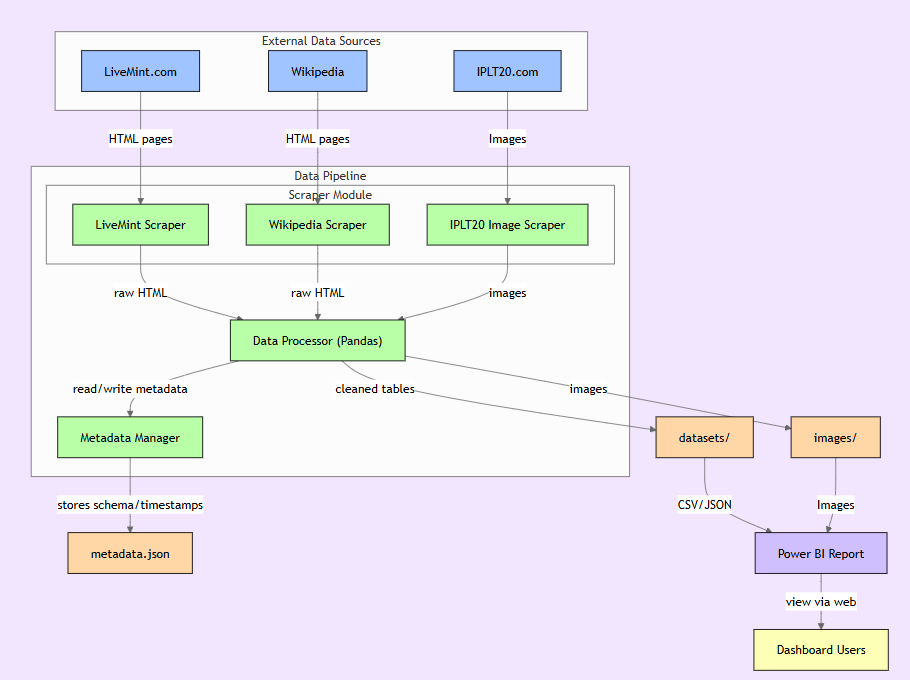 External Data Sources
LiveMint.com
Wikipedia
IPLT20.com
HTML pages
HTML pages
Images
Data Pipeline
Scraper Module
LiveMint Scraper
Wikipedia Scraper
IPLT20 Image Scraper
raw HTML
raw HTML
images
Data Processor (Pandas)
read/write metadata
cleaned tables
images
Metadata Manager
datasets/
images/
stores schema/timestamps
CSV/JSON
Images
metadata.json
Power BI Report
view via web
Dashboard Users